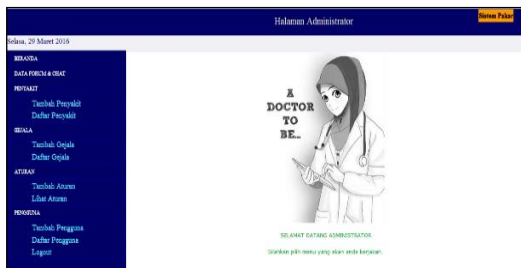 Halaman Administrator
Sistem Pakar
Selasa, 29 Maret 2016
BERANDA
DATA FORUM & CHAT
PENYAKIT
Tambah Penyakit
Daftar Penyakit
GEJALA
Tambah Gejala
Daftar Gejala
ATURAN
Tambah Aturan
Lihat Aturan
PENGGUNA
Tambah Pengguna
Daftar Pengguna
Logout
A
DOCTOR
TO
BE...
SELAMAT DATANG ADMINISTRATOR
Silahkan pilih menu yang akan anda kerjakan.